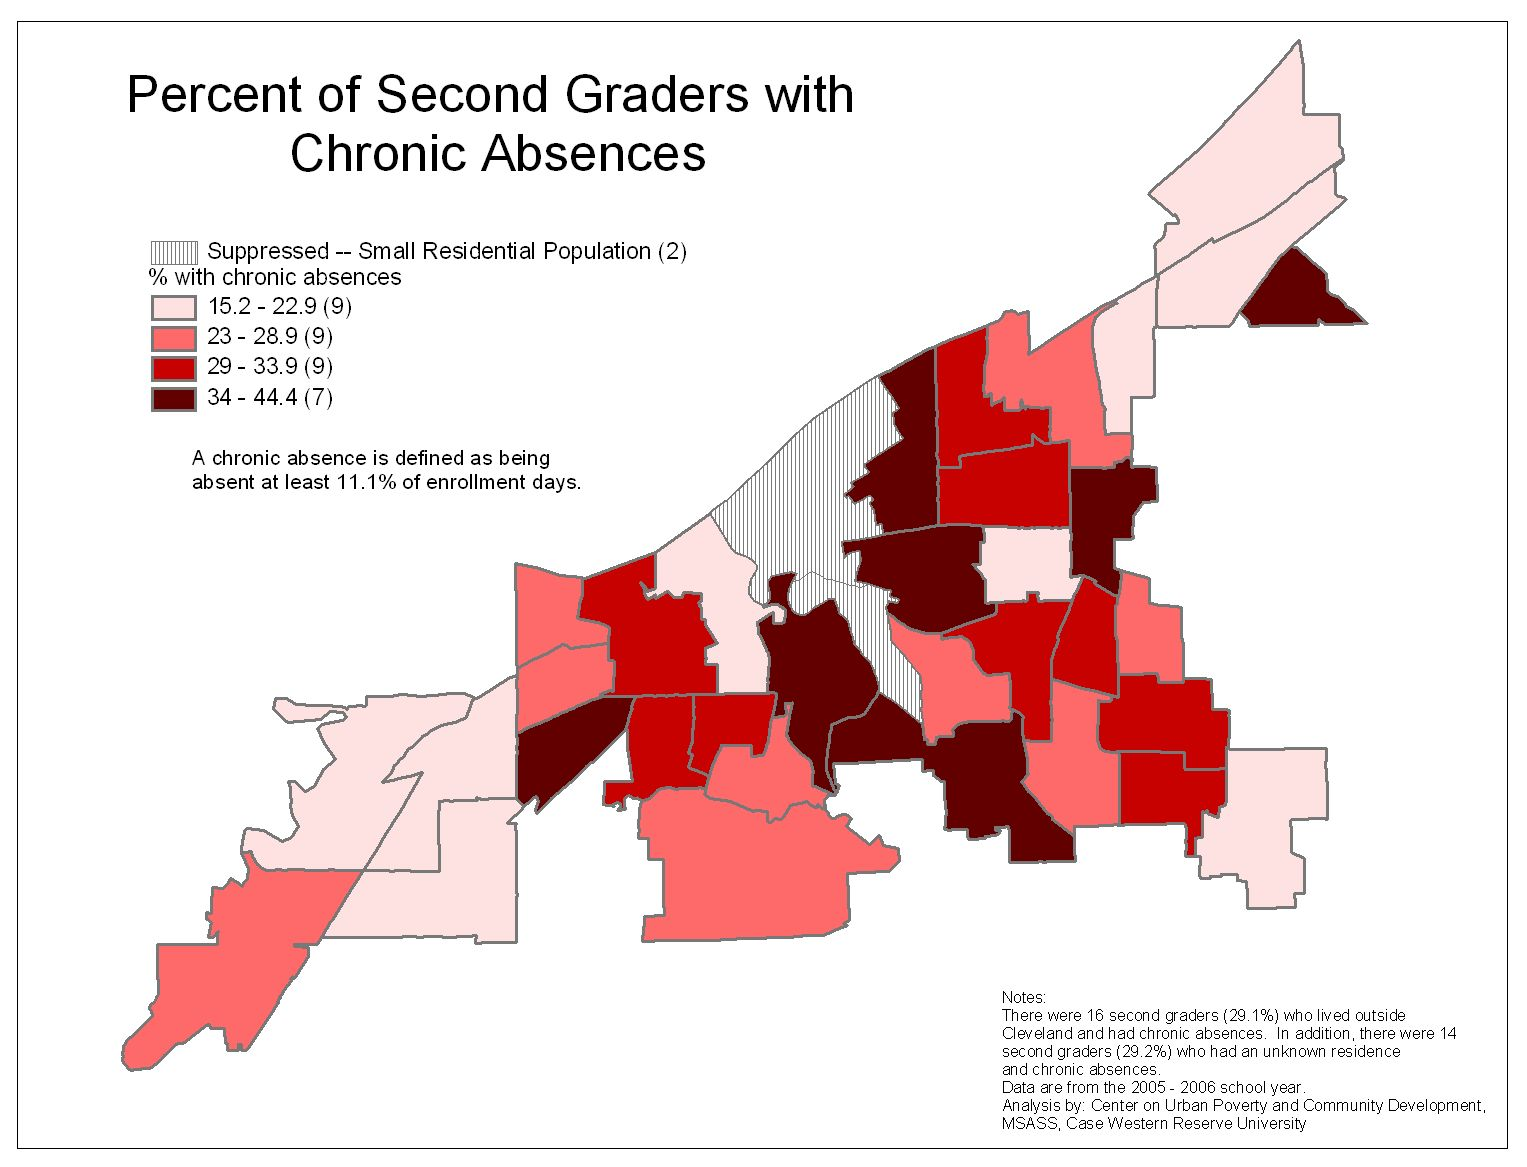 Percent of Second Graders with
Chronic Absences
Suppressed -- Small Residential Population (2)
% with chronic absences
15.2 - 22.9 (9)
23 - 28.9 (9)
29 - 33.9 (9)
34 - 44.4 (7)
A chronic absence is defined as being
absent at least 11.1% of enrollment days.
Notes:
There were 16 second graders (29.1%) who lived outside
Cleveland and had chronic absences.  In addition, there were 14
second graders (29.2%) who had an unknown residence
and chronic absences.
Data are from the 2005 - 2006 school year.
Analysis by: Center on Urban Poverty and Community Development,
MSASS, Case Western Reserve University